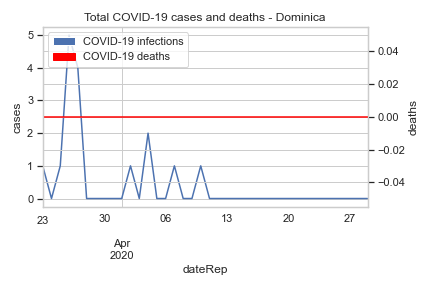 Total COVID-19 cases and deaths - Dominica
COVID-19 infections
COVID-19 deaths
5
4
3
2
1
0
cases
0.04
0.02
0.00
−0.02
−0.04
deaths
23
30
06
13
20
27
Apr
2020
dateRep